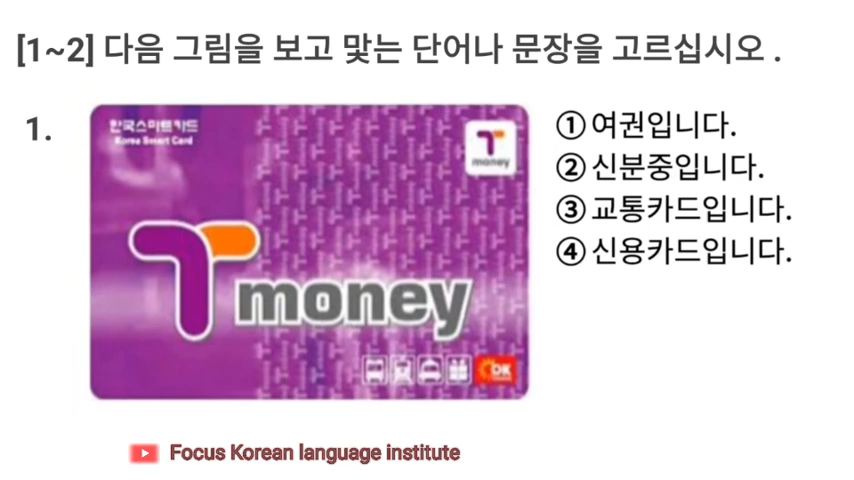 [1~2] 다음 그림을 보고 맞는 단어나 문장을 고르십시오 .
1.
한국스마트카드
Korea Smart Card
T
money
T money
OK
① 여권입니다.
② 신분중입니다.
③ 교통카드입니다.
④ 신용카드입니다.
Focus Korean language institute